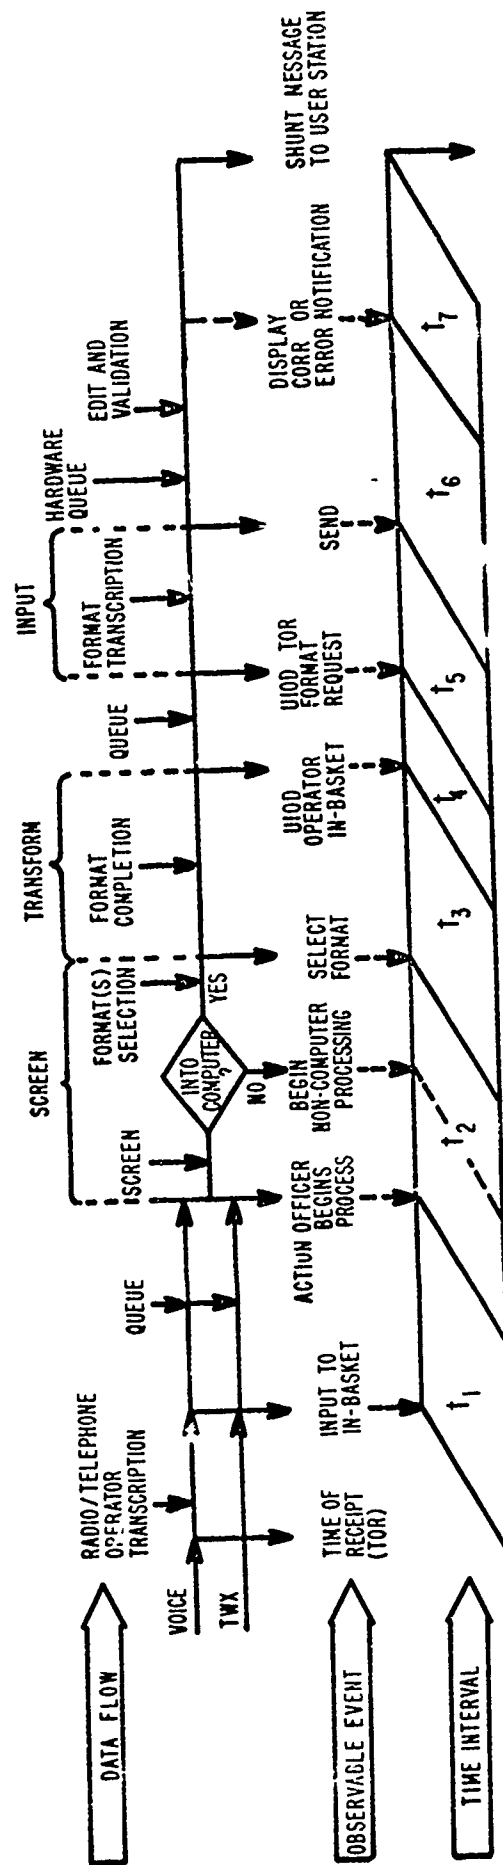 DATA FLOW
RADIO/TELEPHONE
OPERATOR
TRANSCRIPTION
VOICE
TWX
QUEUE
SCREEN
SCREEN
INTO
COMPUTER
?
YES
NO
FORMAT(S)
SELECTION
TRANSFORM
FORMAT
COMPLETION
QUEUE
INPUT
FORMAT
TRANSCRIPTION
HARDWARE
QUEUE
EDIT AND
VALIDATION
OBSERVABLE EVENT
TIME OF
RECEIPT
(TOR)
INPUT TO
IN-BASKET
ACTION OFFICER
BEGINS
PROCESS
BEGIN
NON-COMPUTER
PROCESSING
SELECT
FORMAT
UIOD
OPERATOR
IN-BASKET
UIOD TOR
FORMAT
REQUEST
SEND
DISPLAY
CORR OR
ERROR NOTIFICATION
SHUNT MESSAGE
TO USER STATION
TIME INTERVAL
t1
t2
t3
t4
t5
t6
t7